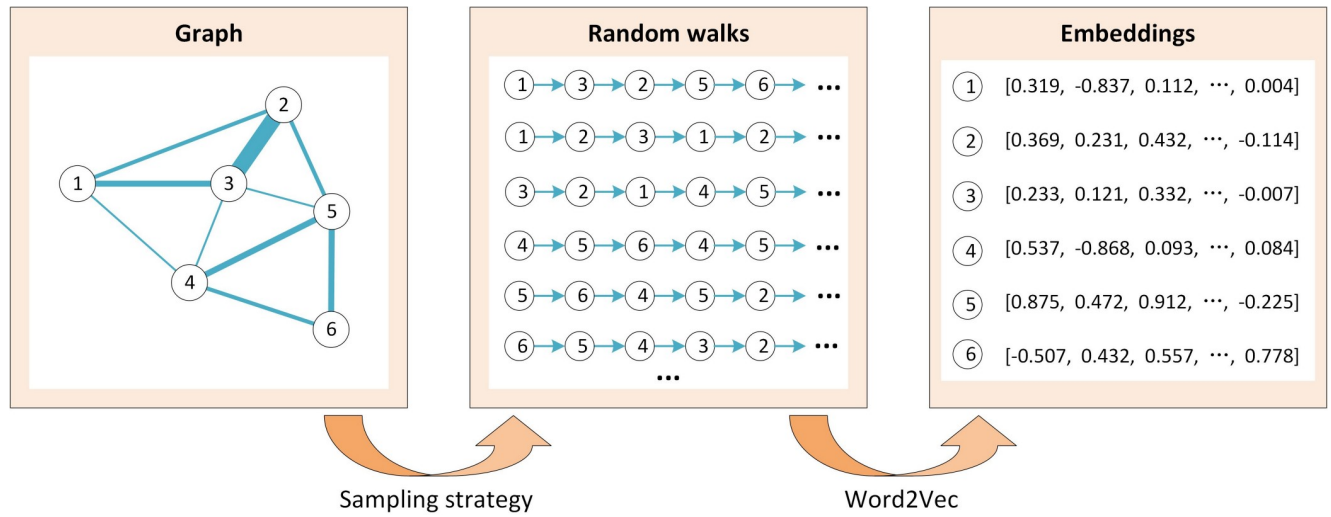 Graph
1
2
3
4
5
6
Random walks
1 3 2 5 6 ...
1 2 3 1 2 ...
3 2 1 4 5 ...
4 5 6 4 5 ...
5 6 4 5 2 ...
6 5 4 3 2 ...
...
Embeddings
1 [0.319, -0.837, 0.112, ···, 0.004]
2 [0.369, 0.231, 0.432, ···, -0.114]
3 [0.233, 0.121, 0.332, ···, -0.007]
4 [0.537, -0.868, 0.093, ···, 0.084]
5 [0.875, 0.472, 0.912, ···, -0.225]
6 [-0.507, 0.432, 0.557, ···, 0.778]
Sampling strategy
Word2Vec